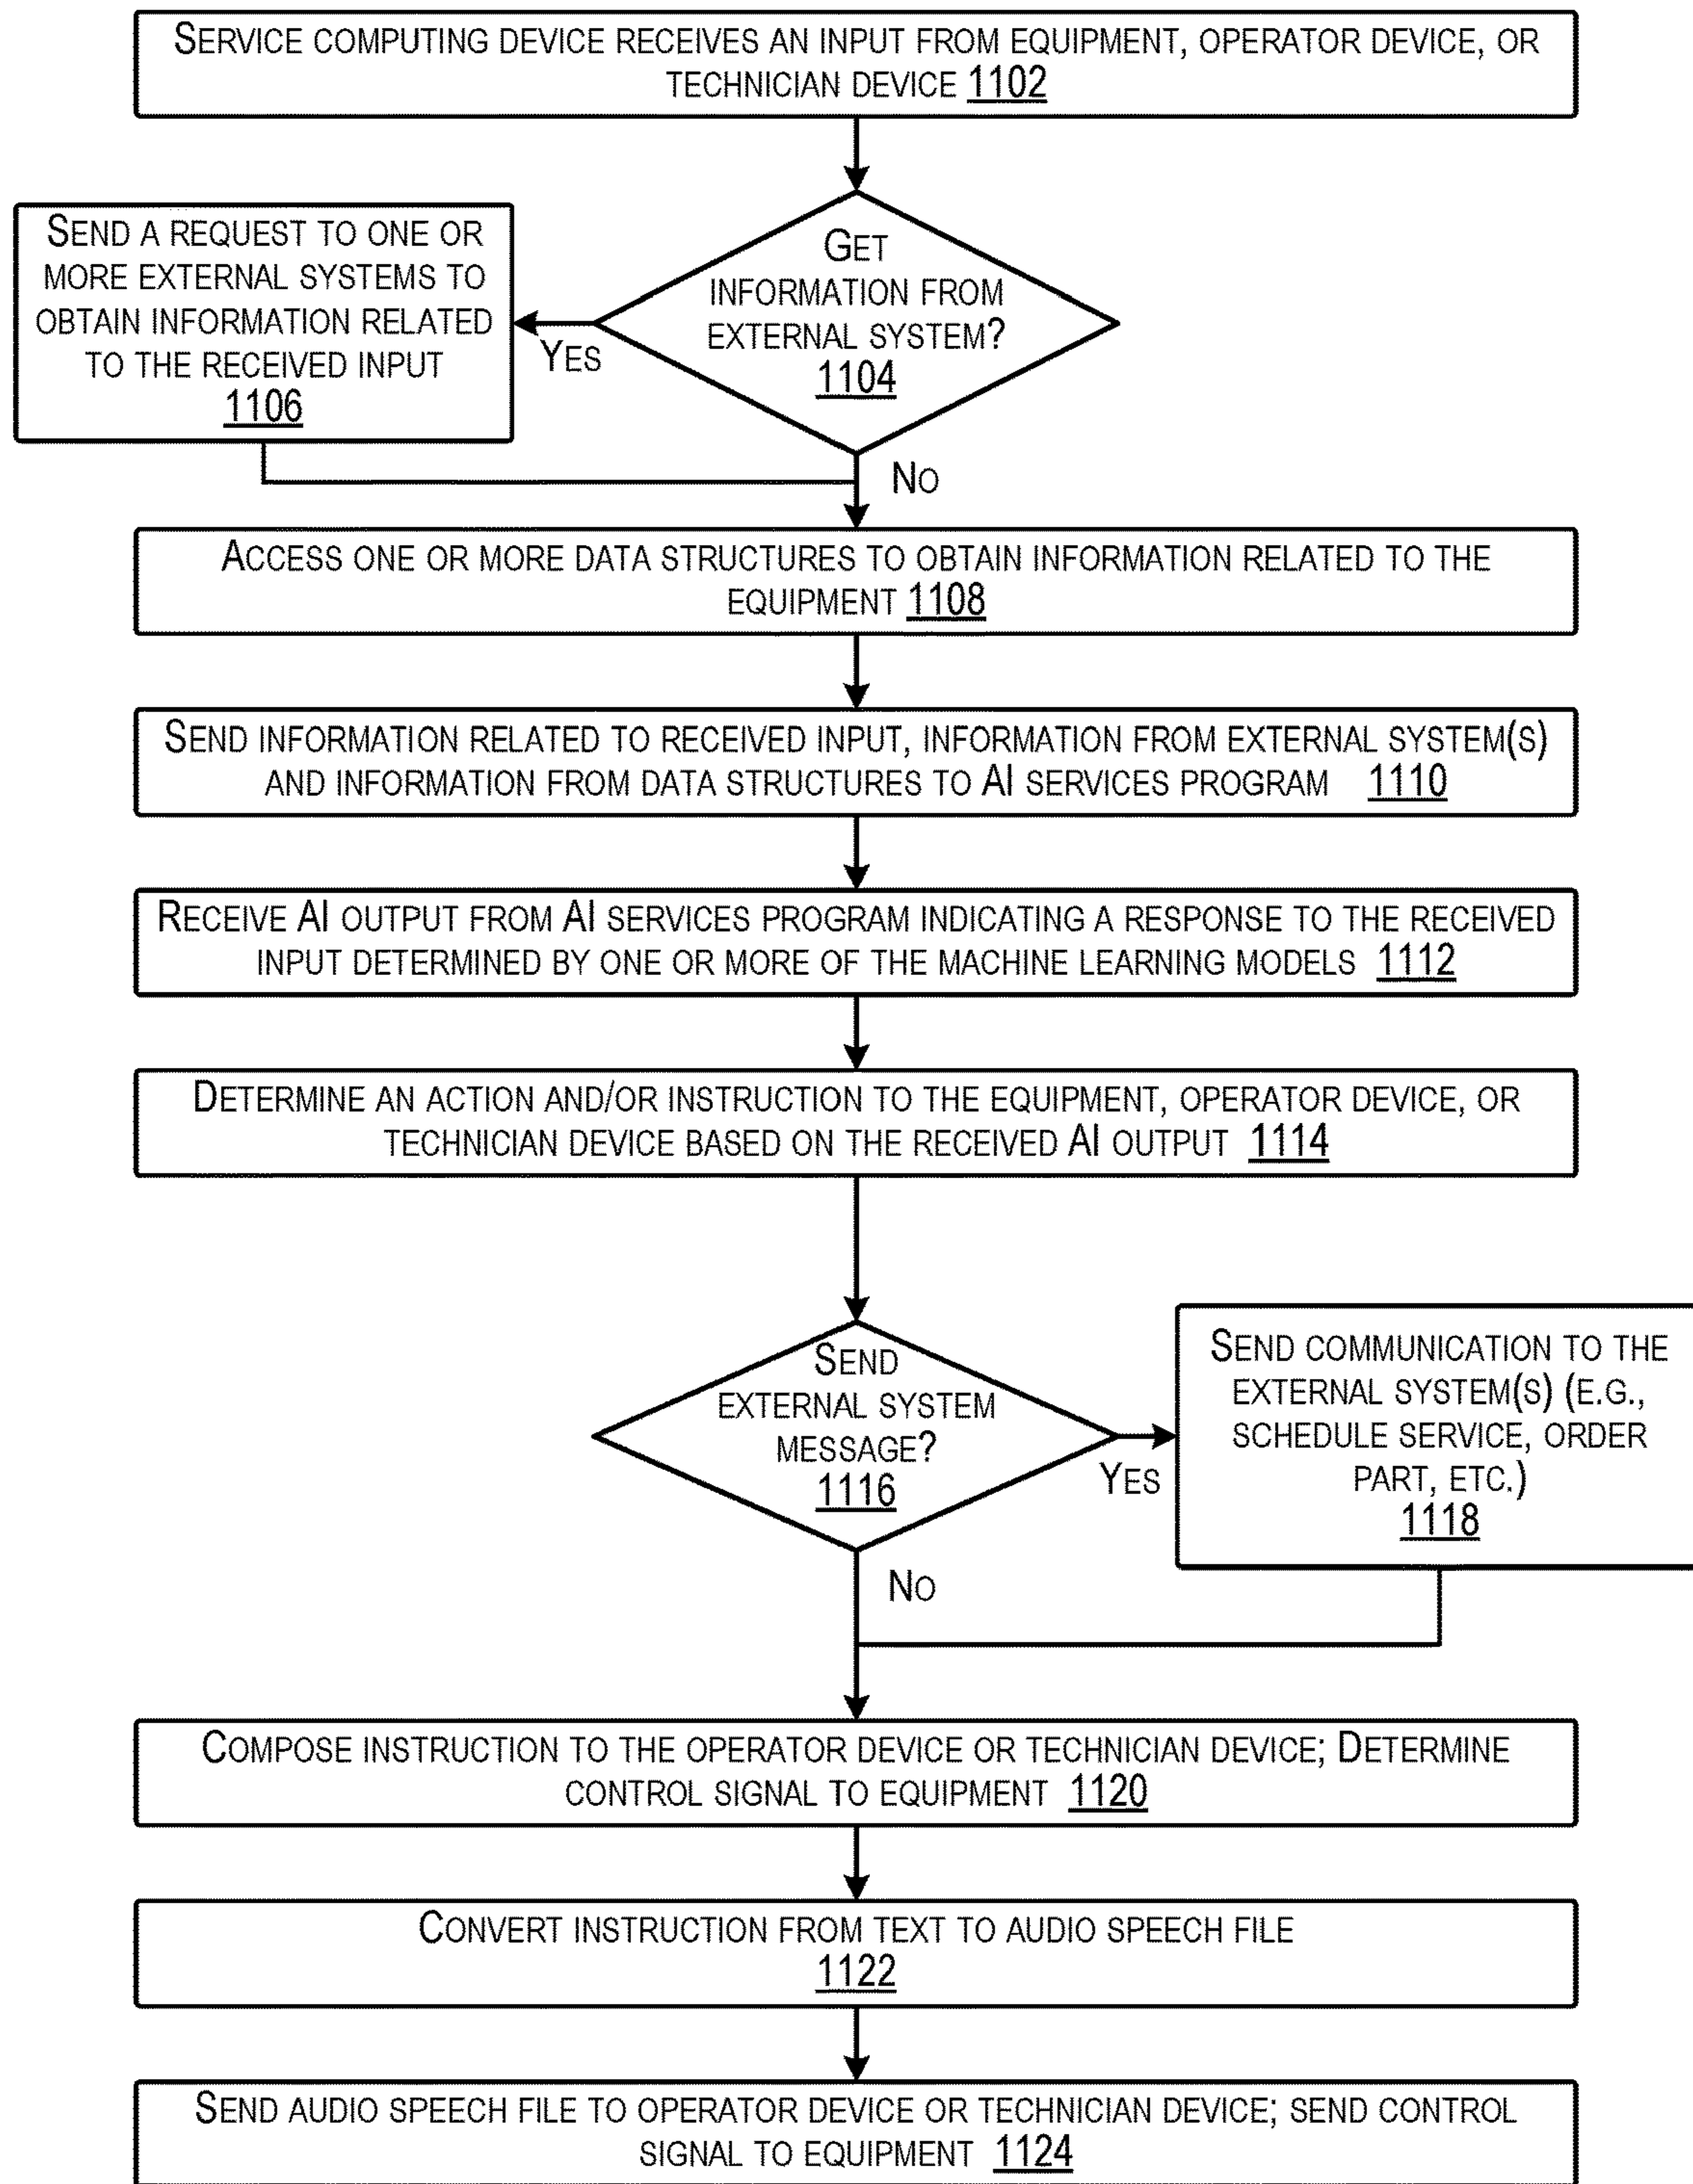 SERVICE COMPUTING DEVICE RECEIVES AN INPUT FROM EQUIPMENT, OPERATOR DEVICE, OR
TECHNICIAN DEVICE 1102
GET
INFORMATION FROM
EXTERNAL SYSTEM?
1104
YES
SEND A REQUEST TO ONE OR
MORE EXTERNAL SYSTEMS TO
OBTAIN INFORMATION RELATED
TO THE RECEIVED INPUT
1106
NO
ACCESS ONE OR MORE DATA STRUCTURES TO OBTAIN INFORMATION RELATED TO THE
EQUIPMENT 1108
SEND INFORMATION RELATED TO RECEIVED INPUT, INFORMATION FROM EXTERNAL SYSTEM(S)
AND INFORMATION FROM DATA STRUCTURES TO AI SERVICES PROGRAM 1110
RECEIVE AI OUTPUT FROM AI SERVICES PROGRAM INDICATING A RESPONSE TO THE RECEIVED
INPUT DETERMINED BY ONE OR MORE OF THE MACHINE LEARNING MODELS 1112
DETERMINE AN ACTION AND/OR INSTRUCTION TO THE EQUIPMENT, OPERATOR DEVICE, OR
TECHNICIAN DEVICE BASED ON THE RECEIVED AI OUTPUT 1114
SEND
EXTERNAL SYSTEM
MESSAGE?
1116
YES
SEND COMMUNICATION TO THE
EXTERNAL SYSTEM(S) (E.G.,
SCHEDULE SERVICE, ORDER
PART, ETC.)
1118
NO
COMPOSE INSTRUCTION TO THE OPERATOR DEVICE OR TECHNICIAN DEVICE; DETERMINE
CONTROL SIGNAL TO EQUIPMENT 1120
CONVERT INSTRUCTION FROM TEXT TO AUDIO SPEECH FILE
1122
SEND AUDIO SPEECH FILE TO OPERATOR DEVICE OR TECHNICIAN DEVICE; SEND CONTROL
SIGNAL TO EQUIPMENT 1124